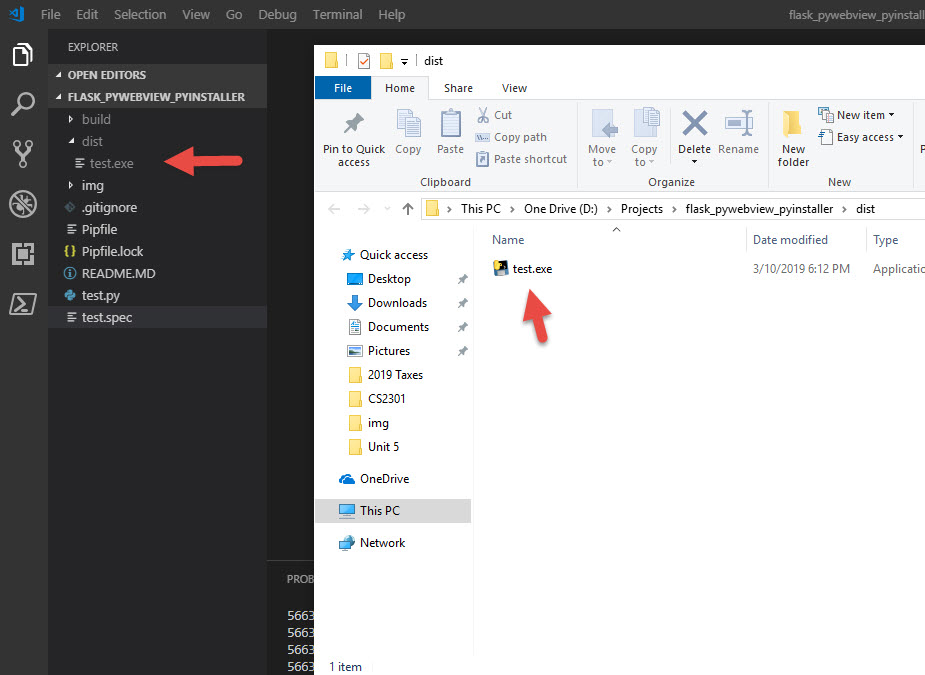 File Edit Selection View Go Debug Terminal Help
flask_pywebview_pyinstall
EXPLORER
OPEN EDITORS
FLASK_PYWEBVIEW_PYINSTALLER
build
dist
test.exe
img
.gitignore
Pipfile
Pipfile.lock
README.MD
test.py
test.spec
PROB
5663
5663
5663
5663
dist
File Home Share View
Pin to Quick access
Copy
Paste
Cut
Copy path
Paste shortcut
Clipboard
Move to
Copy to
Delete
Rename
Organize
New folder
New item
Easy access
New
This PC > One Drive (D:) > Projects > flask_pywebview_pyinstaller > dist
Name Date modified Type
test.exe 3/10/2019 6:12 PM Applicatio
Quick access
Desktop
Downloads
Documents
Pictures
2019 Taxes
CS2301
img
Unit 5
OneDrive
This PC
Network
1 item